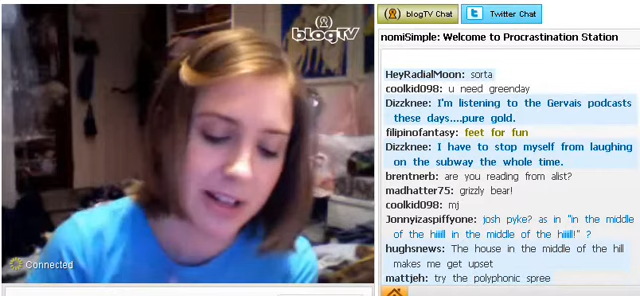 blogTV
blogTV Chat
Twitter Chat
nomiSimple: Welcome to Procrastination Station
HeyRadialMoon: sorta
coolkid098: u need greenday
Dizzknee: I'm listening to the Gervais podcasts
these days....pure gold.
filipinofantasy: feet for fun
Dizzknee: I have to stop myself from laughing
on the subway the whole time.
brentnerb: are you reading from alist?
madhatter75: grizzly bear!
coolkid098: mj
Jonnyizaspiffyone: josh pyke? as in "in the middle
of the hiiill in the middle of the hiiiill!" ?
hughsnews: The house in the middle of the hill
makes me get upset
mattjeh: try the polyphonic spree
Connected